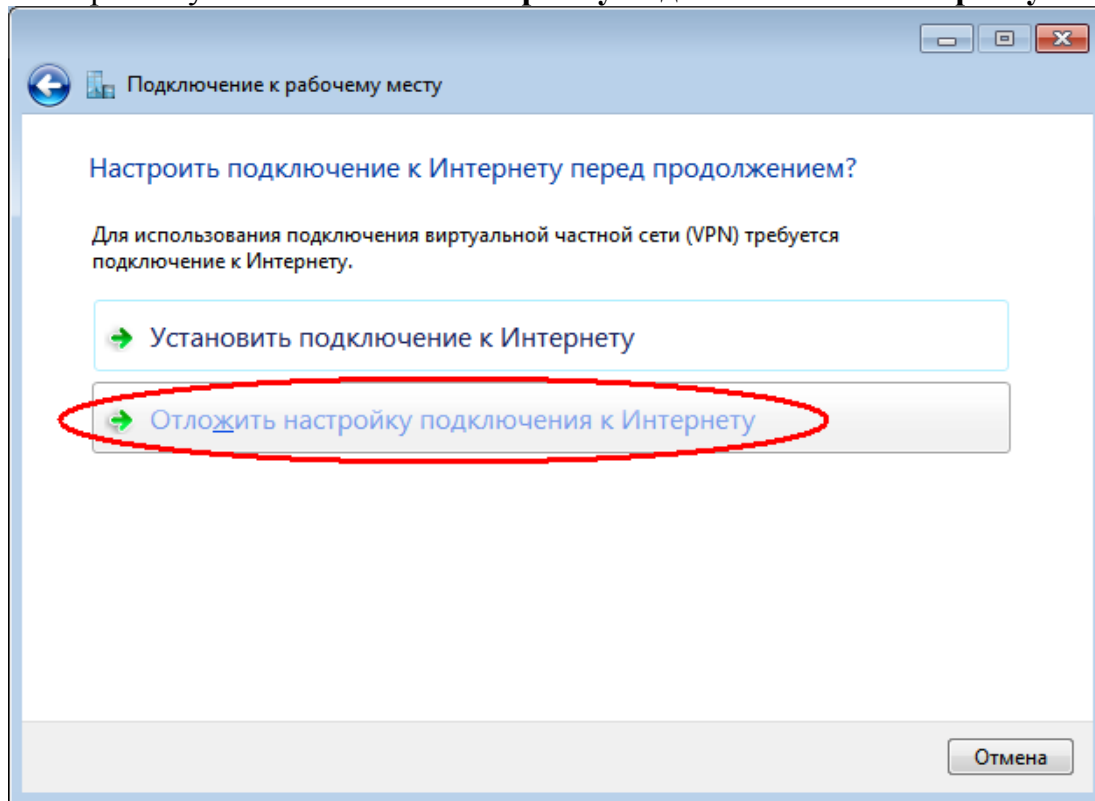 Подключение к рабочему месту
Настроить подключение к Интернету перед продолжением?
Для использования подключения виртуальной частной сети (VPN) требуется
подключение к Интернету.
Установить подключение к Интернету
Отложить настройку подключения к Интернету
Отмена